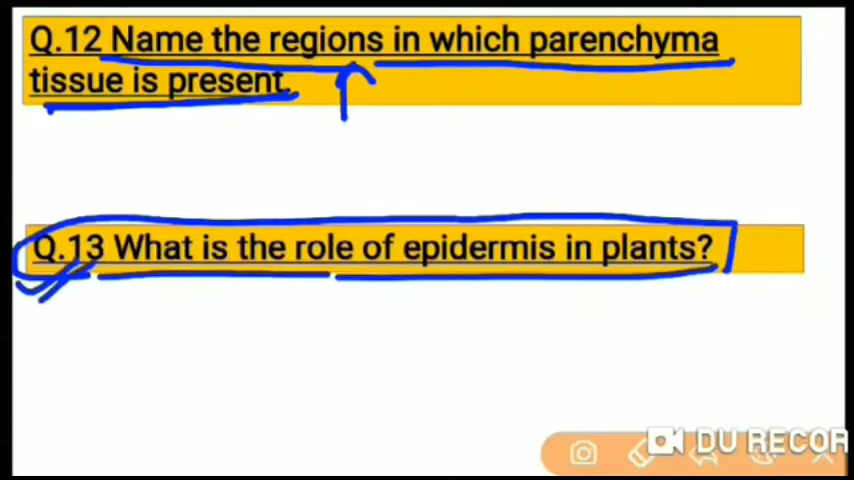 Q.12 Name the regions in which parenchyma
tissue is present.
Q.13 What is the role of epidermis in plants?
DU RECOR